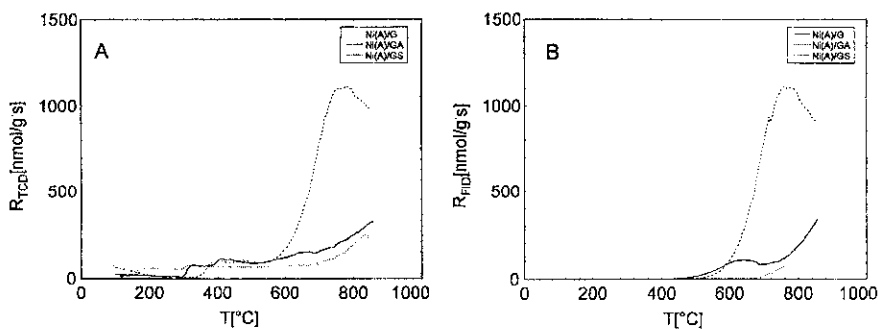 A
1500
1000
500
0
R_TCD[nmol/g·s]
Ni(A)/G
Ni(A)/GA
Ni(A)/GS
0 200 400 600 800 1000
T[°C]
B
1500
1000
500
0
R_FID[nmol/g·s]
Ni(A)/G
Ni(A)/GA
Ni(A)/GS
0 200 400 600 800 1000
T[°C]